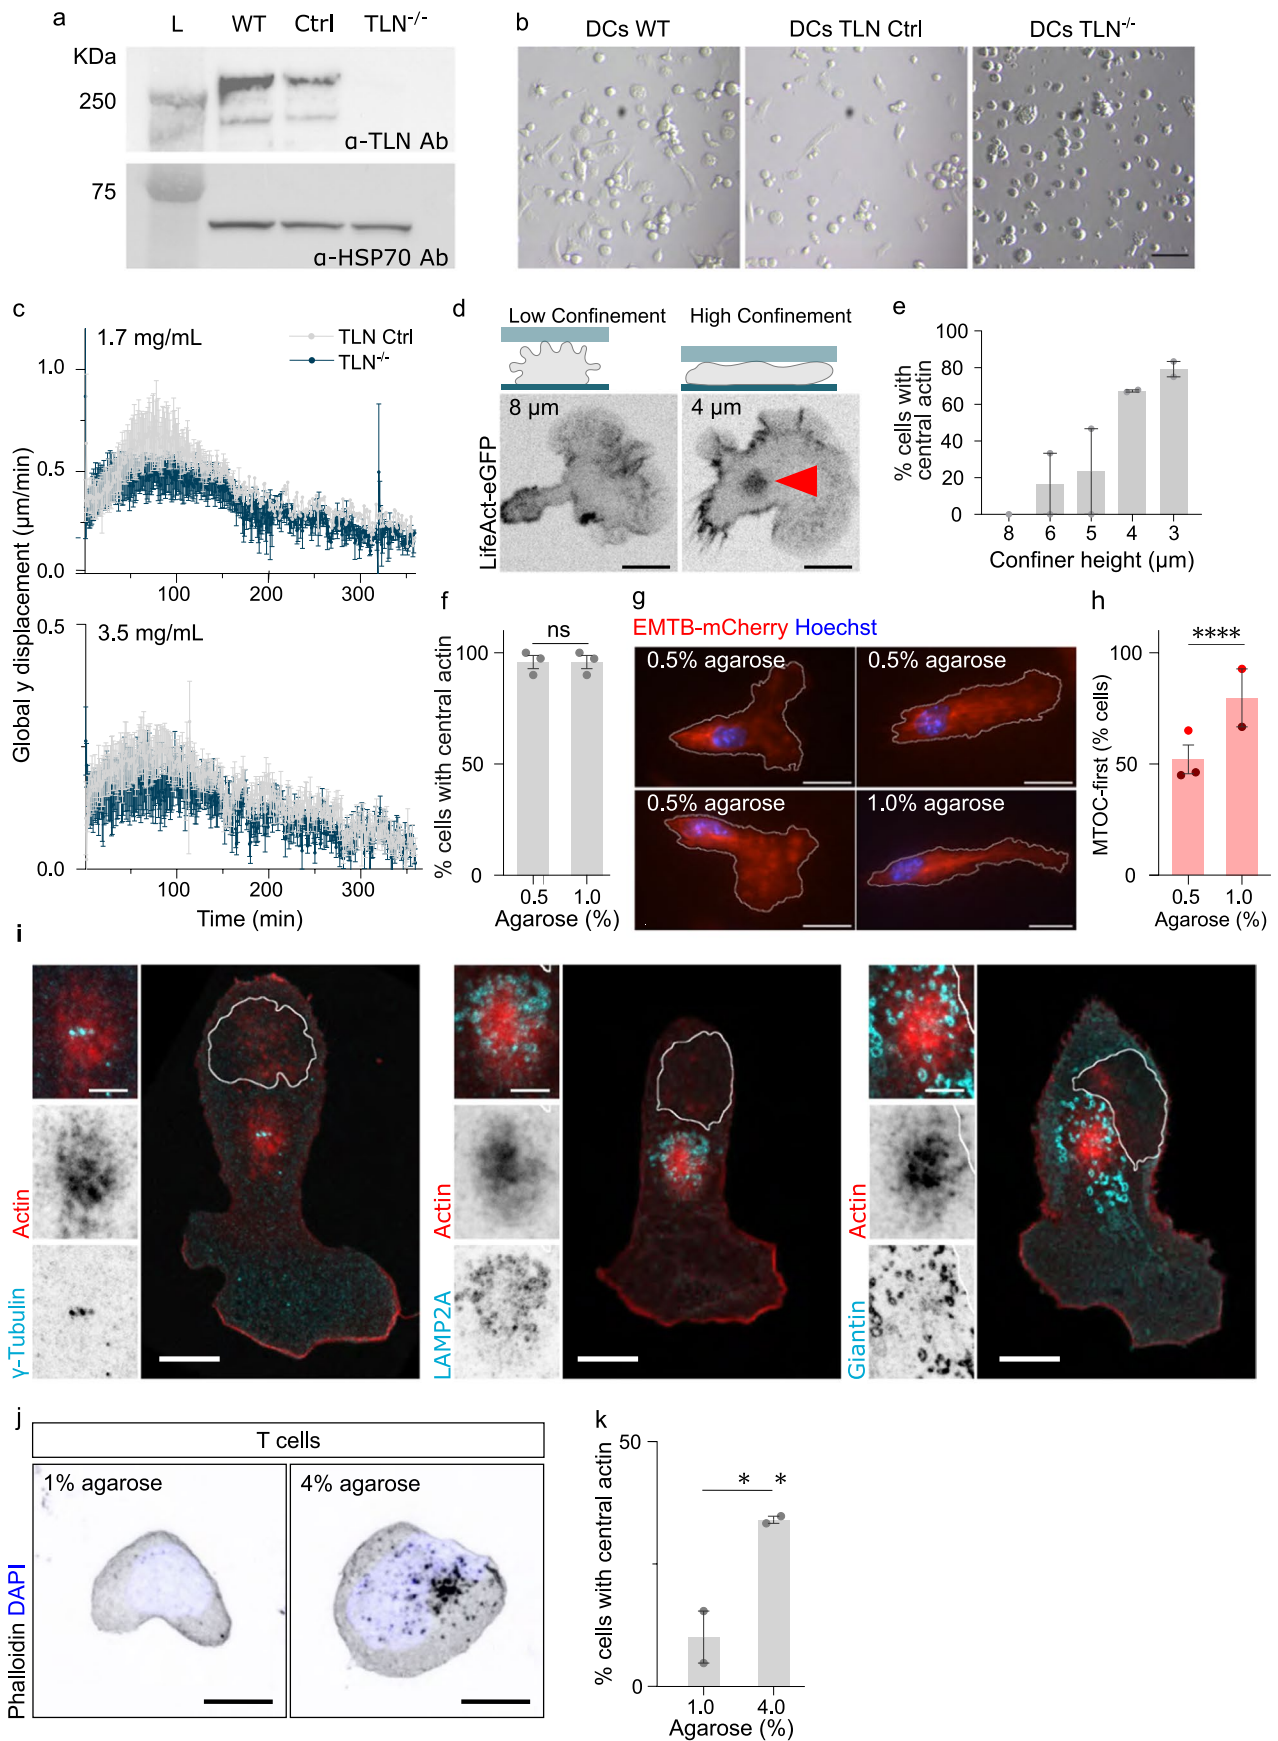 a
L WT Ctrl TLN-/-
KDa
250
α-TLN Ab
75
α-HSP70 Ab
b
DCs WT DCs TLN Ctrl DCs TLN-/-
c
1.7 mg/mL
TLN Ctrl
TLN-/-
1.0
0.5
0.0
100 200 300
3.5 mg/mL
0.5
0.0
100 200 300
Global y displacement (µm/min)
Time (min)
d
Low Confinement High Confinement
8 µm 4 µm
LifeAct-eGFP
e
% cells with
central actin
100
80
60
40
20
0
8 6 5 4 3
Confiner height (µm)
f
ns
% cells with central actin
100
50
0
0.5 1.0
Agarose (%)
g
EMTB-mCherry Hoechst
0.5% agarose 0.5% agarose
0.5% agarose 1.0% agarose
h
****
MTOC-first (% cells)
100
50
0
0.5 1.0
Agarose (%)
i
Actin
γ-Tubulin
Actin
LAMP2A
Actin
Giantin
j
T cells
1% agarose 4% agarose
Phalloidin DAPI
k
* *
% cells with central actin
50
0
1.0 4.0
Agarose (%)